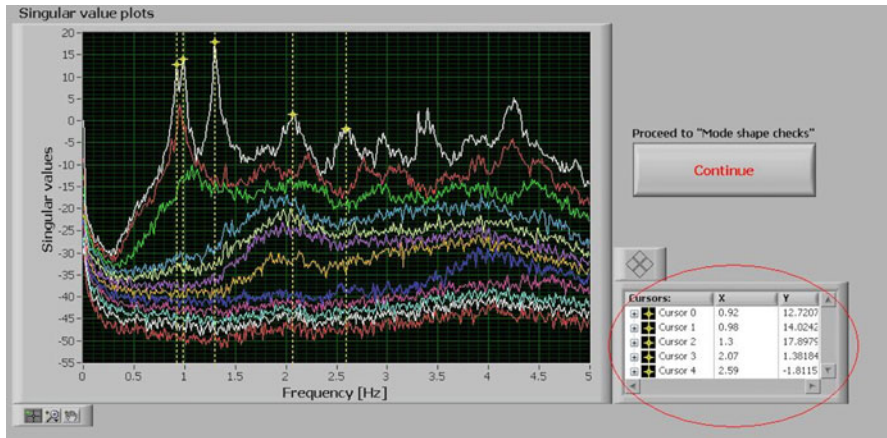 Singular value plots
20
15
10
5
0
-5
-10
-15
-20
-25
-30
-35
-40
-45
-50
-55
Singular values
0 0.5 1 1.5 2 2.5 3 3.5 4 4.5 5
Frequency [Hz]
Proceed to "Mode shape checks"
Continue
Cursors: X Y
Cursor 0 0.92 12.7207
Cursor 1 0.98 14.0242
Cursor 2 1.3 17.8979
Cursor 3 2.07 1.38184
Cursor 4 2.59 -1.8115